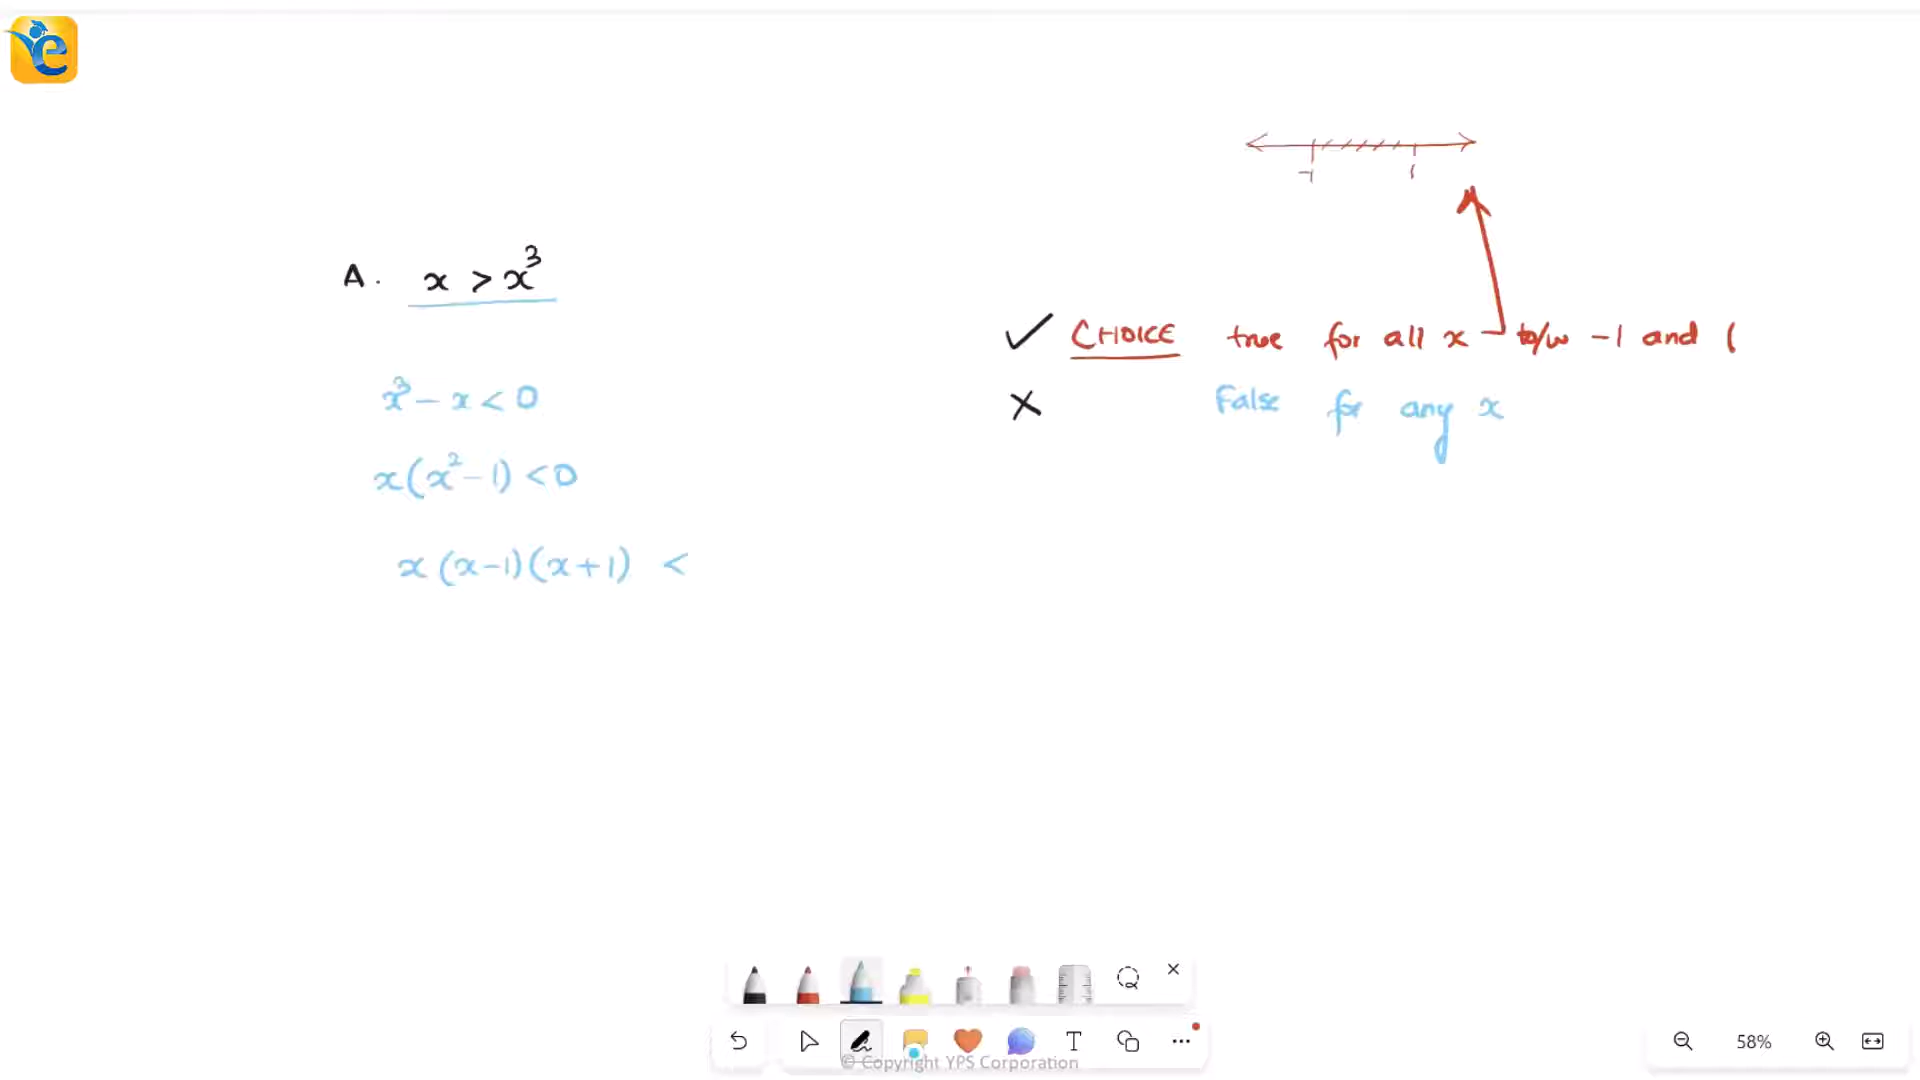 -1 1
A. x > x³
✓ CHOICE true for all x b/w -1 and 1
x³ - x < 0
✗ False for any x
x(x² - 1) < 0
x (x-1)(x+1) <
58%
© Copyright YPS Corporation